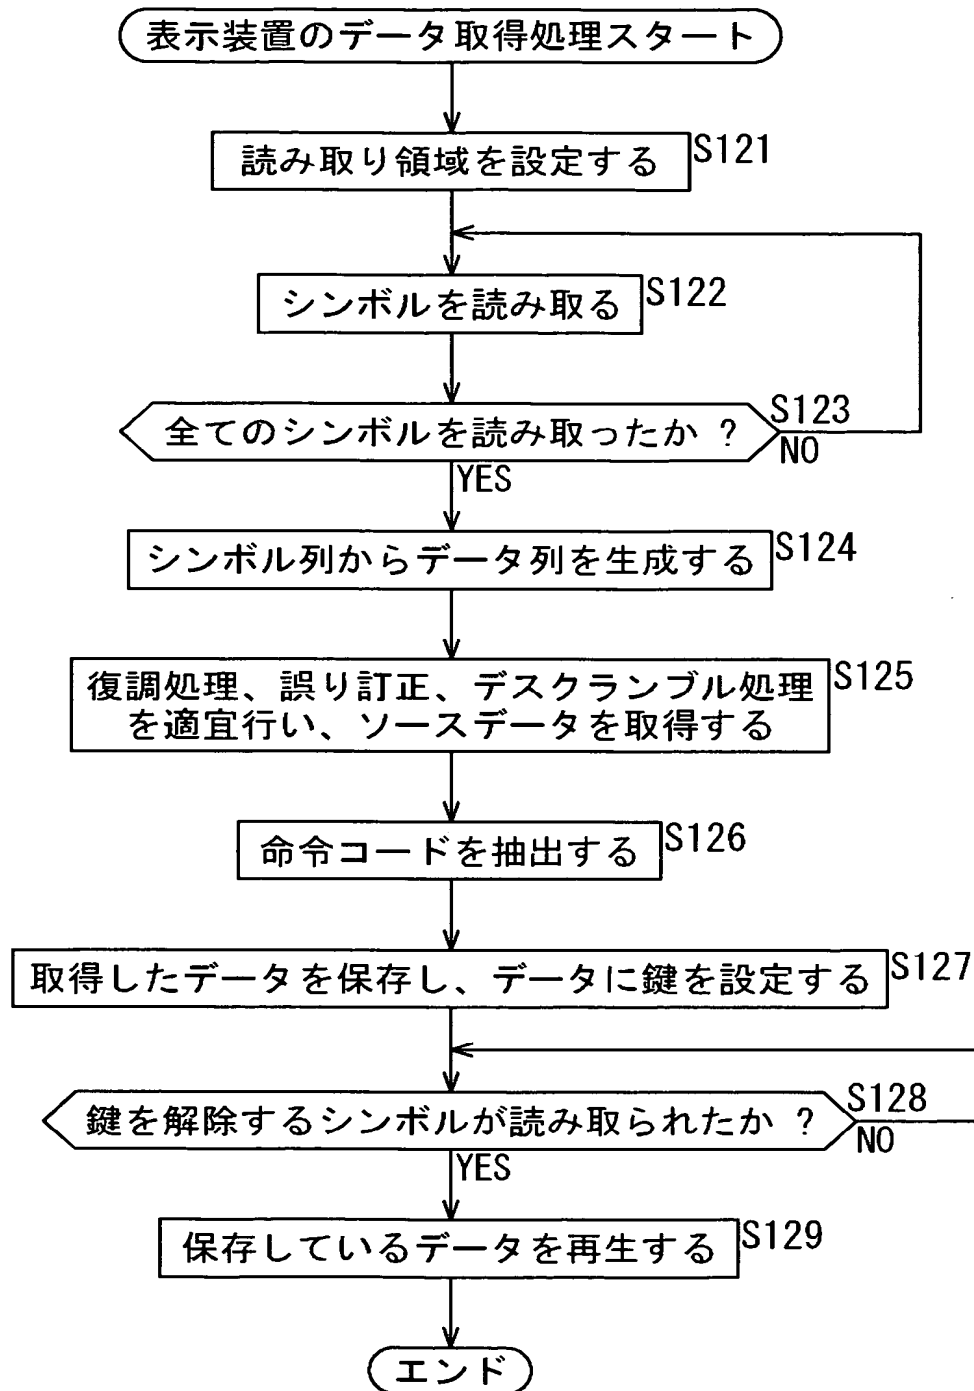 表示装置のデータ取得処理スタート
読み取り領域を設定する
S121
シンボルを読み取る
S122
全てのシンボルを読み取ったか ?
S123
NO
YES
シンボル列からデータ列を生成する
S124
復調処理、誤り訂正、デスクランブル処理
を適宜行い、ソースデータを取得する
S125
命令コードを抽出する
S126
取得したデータを保存し、データに鍵を設定する
S127
鍵を解除するシンボルが読み取られたか ?
S128
NO
YES
保存しているデータを再生する
S129
エンド